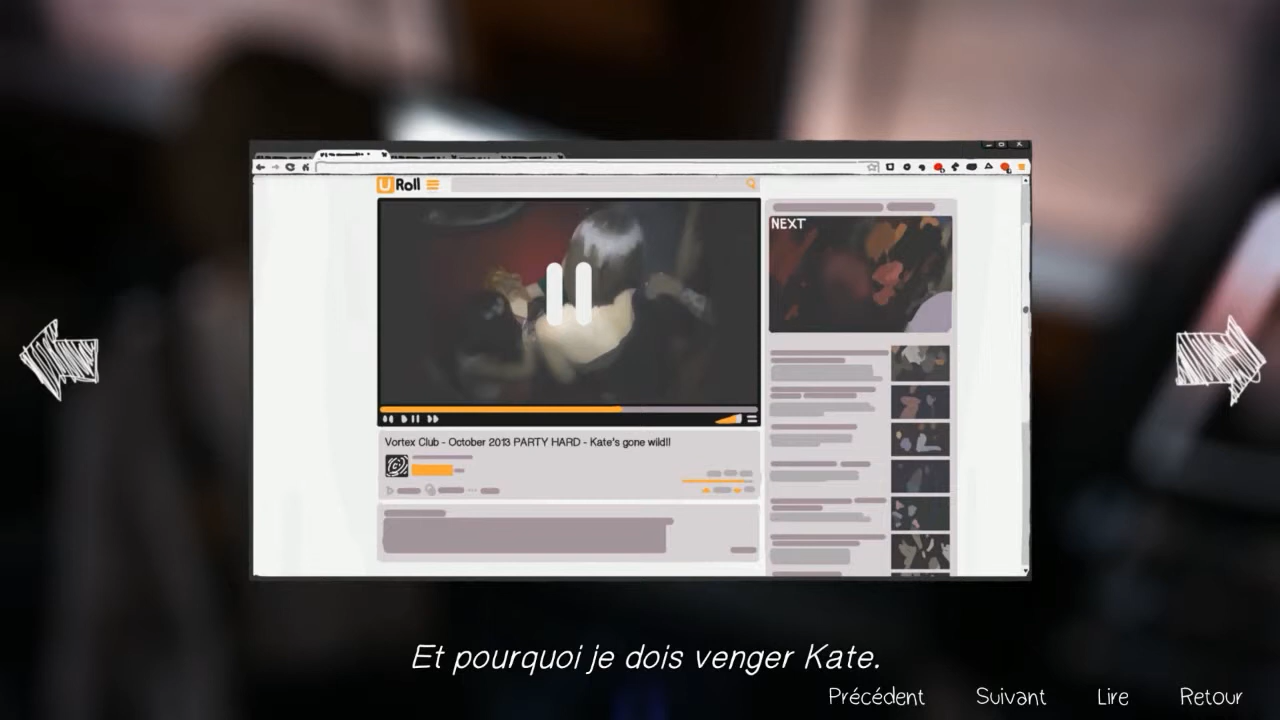 U Roll
NEXT
Vortex Club - October 2013 PARTY HARD - Kate's gone wild!!
Et pourquoi je dois venger Kate.
Précédent Suivant Lire Retour